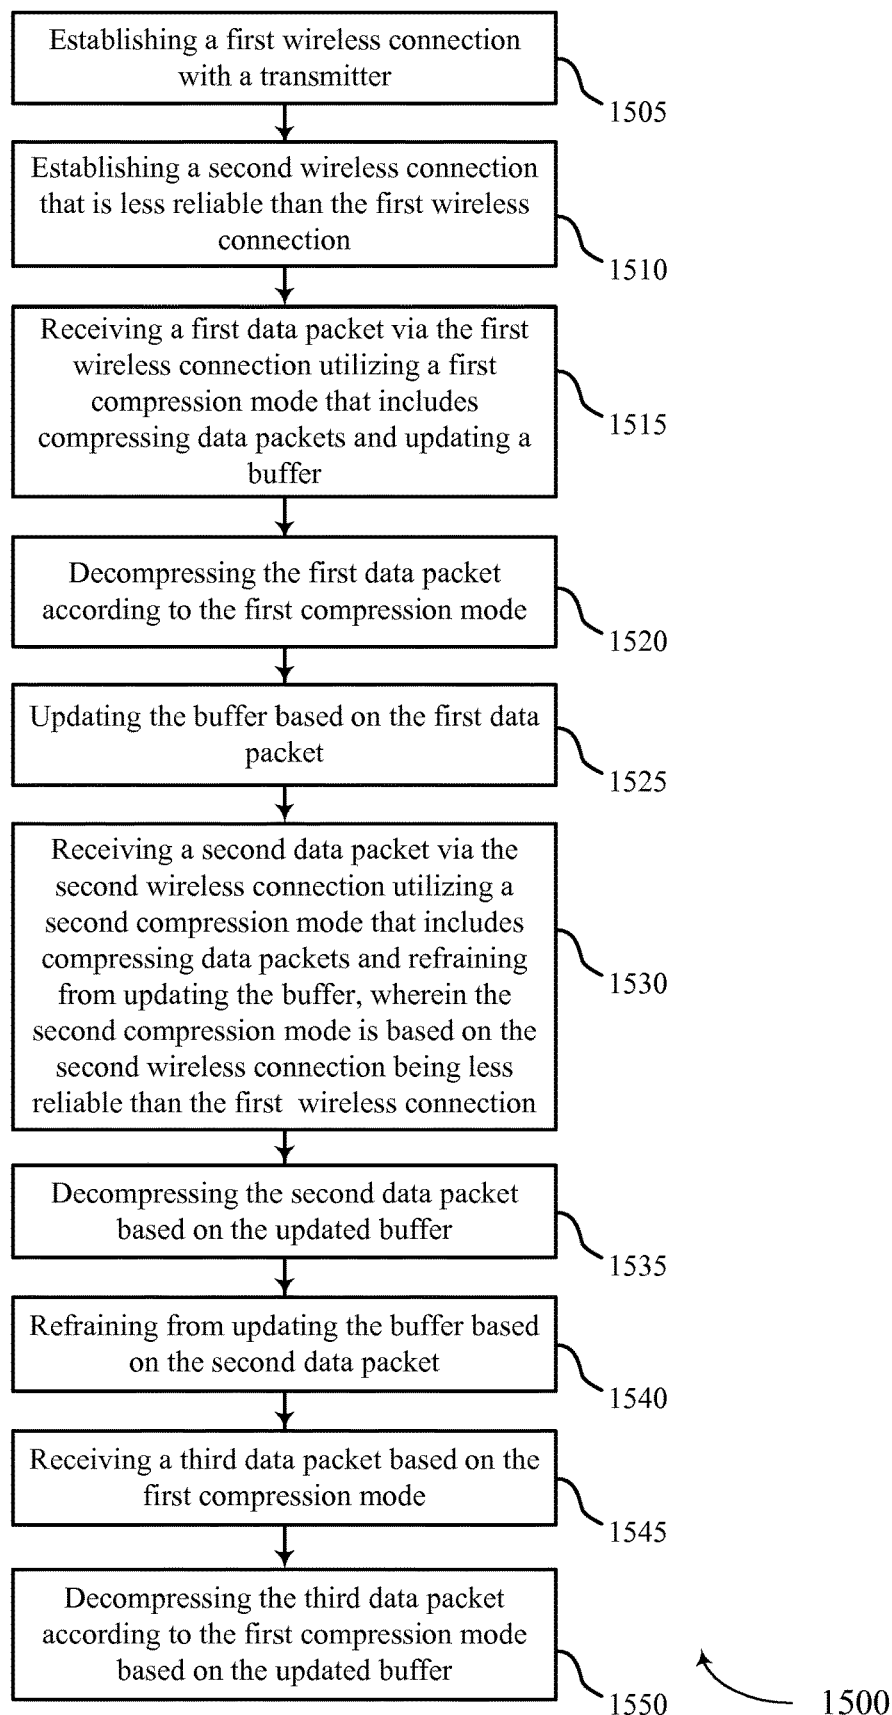 Establishing a first wireless connection
with a transmitter
1505
Establishing a second wireless connection
that is less reliable than the first wireless
connection
1510
Receiving a first data packet via the first
wireless connection utilizing a first
compression mode that includes
compressing data packets and updating a
buffer
1515
Decompressing the first data packet
according to the first compression mode
1520
Updating the buffer based on the first data
packet
1525
Receiving a second data packet via the
second wireless connection utilizing a
second compression mode that includes
compressing data packets and refraining
from updating the buffer, wherein the
second compression mode is based on the
second wireless connection being less
reliable than the first wireless connection
1530
Decompressing the second data packet
based on the updated buffer
1535
Refraining from updating the buffer based
on the second data packet
1540
Receiving a third data packet based on the
first compression mode
1545
Decompressing the third data packet
according to the first compression mode
based on the updated buffer
1550
1500